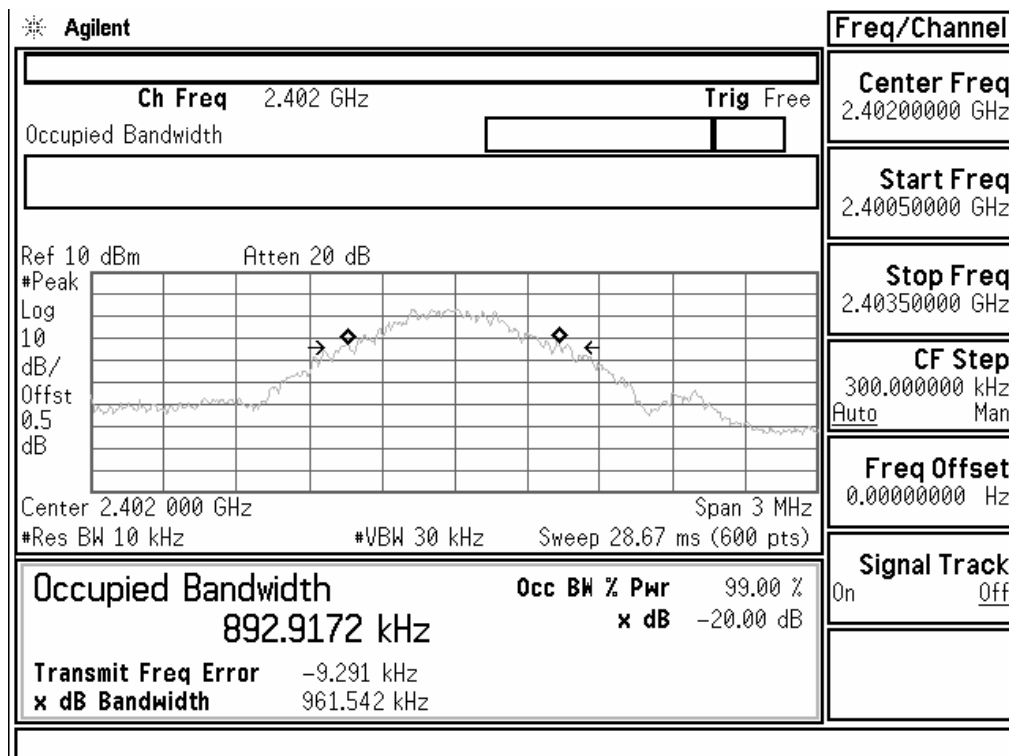 Agilent
Freq/Channel
Ch Freq 2.402 GHz Trig Free
Occupied Bandwidth
Center Freq
2.40200000 GHz
Start Freq
2.40050000 GHz
Stop Freq
2.40350000 GHz
CF Step
300.000000 kHz
Auto Man
Freq Offset
0.00000000 Hz
Signal Track
On Off
Ref 10 dBm Atten 20 dB
#Peak
Log
10
dB/
Offst
0.5
dB
Center 2.402 000 GHz Span 3 MHz
#Res BW 10 kHz #VBW 30 kHz Sweep 28.67 ms (600 pts)
Occupied Bandwidth Occ BW % Pwr 99.00 %
892.9172 kHz x dB -20.00 dB
Transmit Freq Error -9.291 kHz
x dB Bandwidth 961.542 kHz